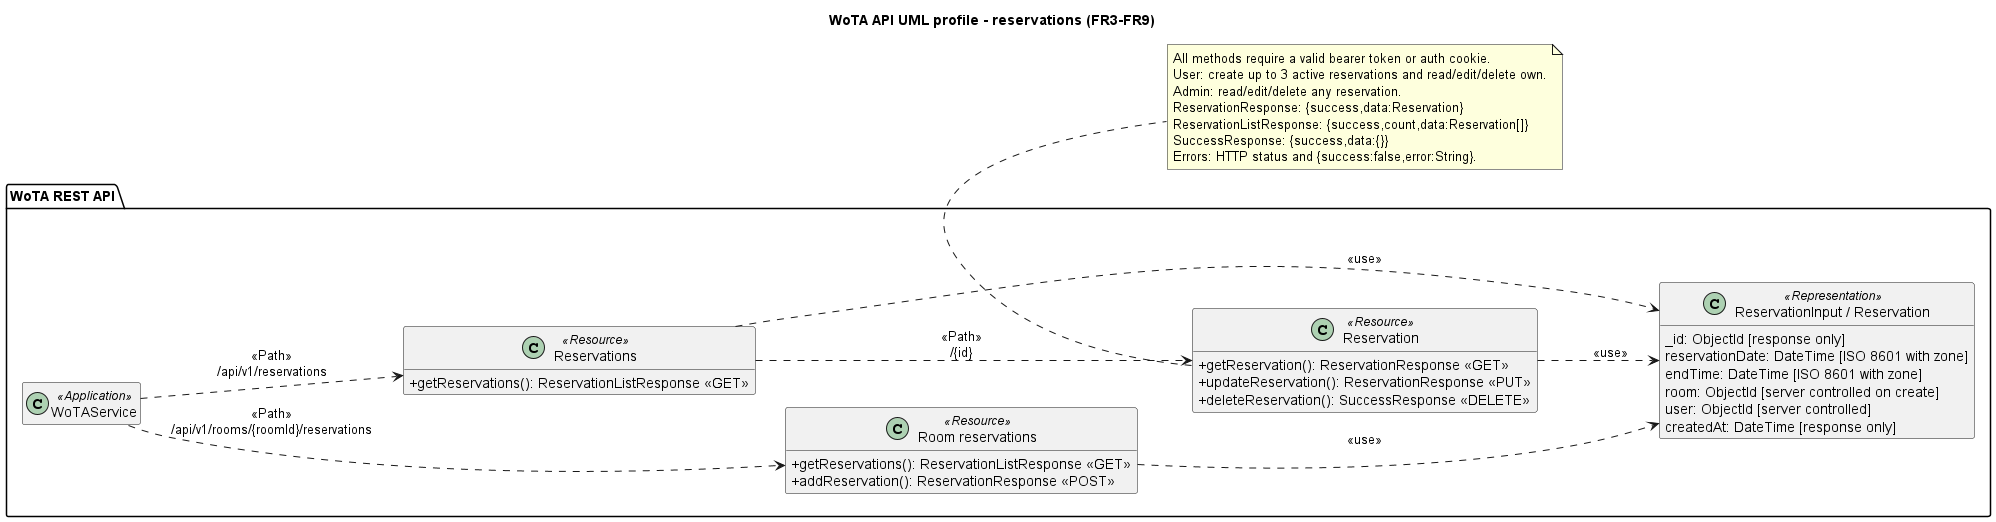 WoTA API UML profile - reservations (FR3-FR9)
All methods require a valid bearer token or auth cookie.
User: create up to 3 active reservations and read/edit/delete own.
Admin: read/edit/delete any reservation.
ReservationResponse: {success,data:Reservation}
ReservationListResponse: {success,count,data:Reservation[]}
SuccessResponse: {success,data:{}}
Errors: HTTP status and {success:false,error:String}.
WoTA REST API
«Application»
WoTAService
«Path»
/api/v1/reservations
«Path»
/api/v1/rooms/{roomId}/reservations
«Resource»
Reservations
+getReservations(): ReservationListResponse «GET»
«Resource»
Room reservations
+getReservations(): ReservationListResponse «GET»
+addReservation(): ReservationResponse «POST»
«Path»
/{id}
«Resource»
Reservation
+getReservation(): ReservationResponse «GET»
+updateReservation(): ReservationResponse «PUT»
+deleteReservation(): SuccessResponse «DELETE»
«use»
«use»
«use»
«Representation»
ReservationInput / Reservation
_id: ObjectId [response only]
reservationDate: DateTime [ISO 8601 with zone]
endTime: DateTime [ISO 8601 with zone]
room: ObjectId [server controlled on create]
user: ObjectId [server controlled]
createdAt: DateTime [response only]